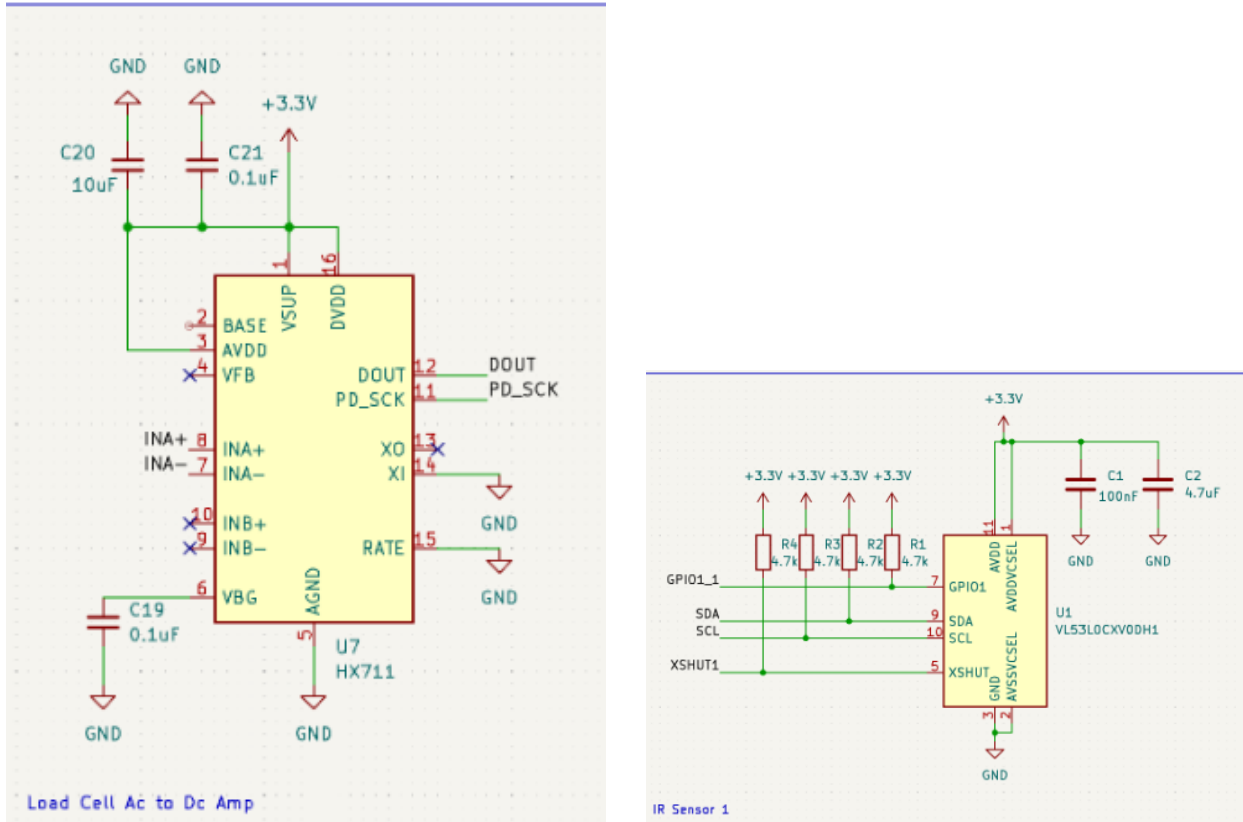 GND GND
+3.3V
C20
10uF
C21
0.1uF
1
16
VSUP
DVDD
2 BASE
3 AVDD
4 VFB
DOUT 12 DOUT
PD_SCK 11 PD_SCK
INA+ 8 INA+
INA- 7 INA-
XO 13
XI 14
GND
10 INB+
9 INB-
RATE 15
GND
6 VBG
AGND
5
C19
0.1uF
U7
HX711
GND
GND
Load Cell Ac to Dc Amp
+3.3V
+3.3V +3.3V +3.3V +3.3V
C1
100nF
C2
4.7uF
GND
GND
R4
4.7k
R3
4.7k
R2
4.7k
R1
4.7k
11
1
AVDD
AVDDVCSEL
GPIO1_1 7 GPIO1
SDA 9 SDA
SCL 10 SCL
XSHUT1 5 XSHUT
U1
VL53L0CXV0DH1
GND
AVSSVCSEL
3
2
GND
IR Sensor 1